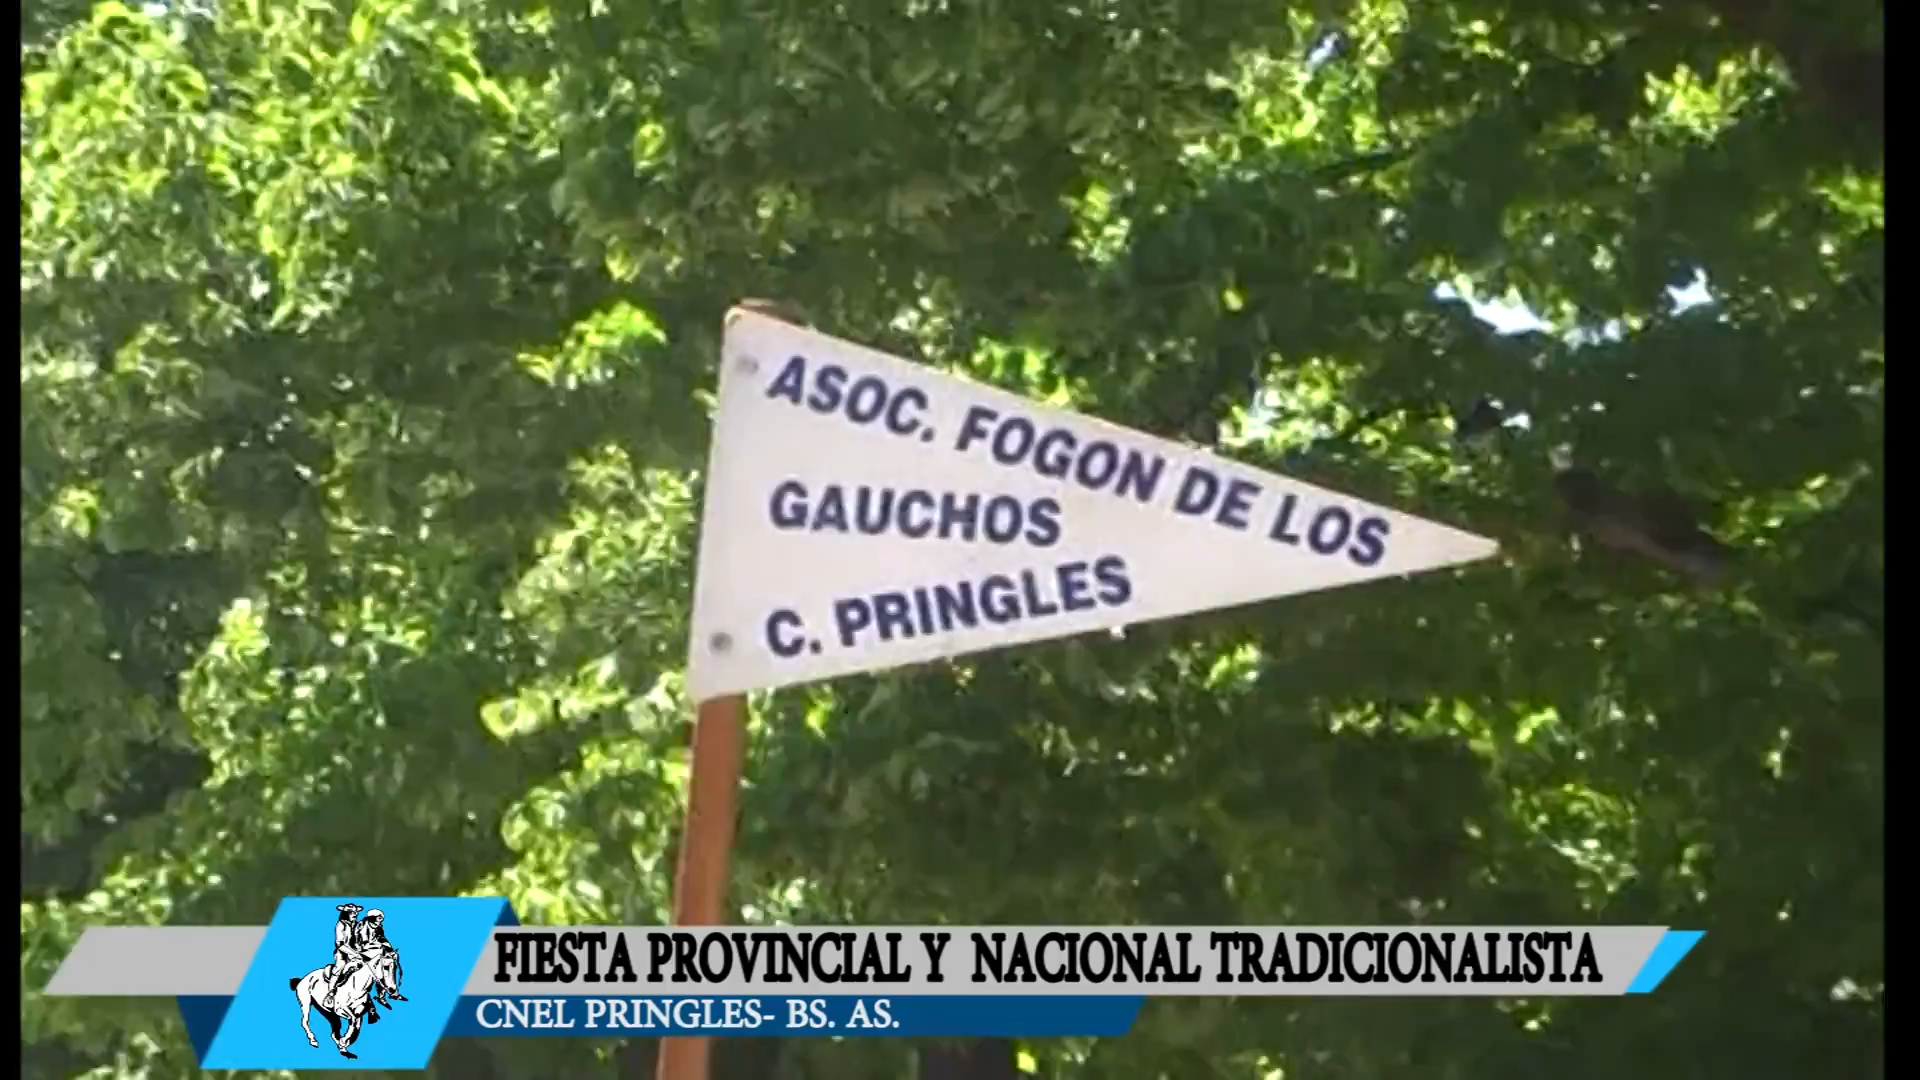 ASOC. FOGON DE LOS
GAUCHOS
C. PRINGLES
FIESTA PROVINCIAL Y NACIONAL TRADICIONALISTA
CNEL PRINGLES- BS. AS.